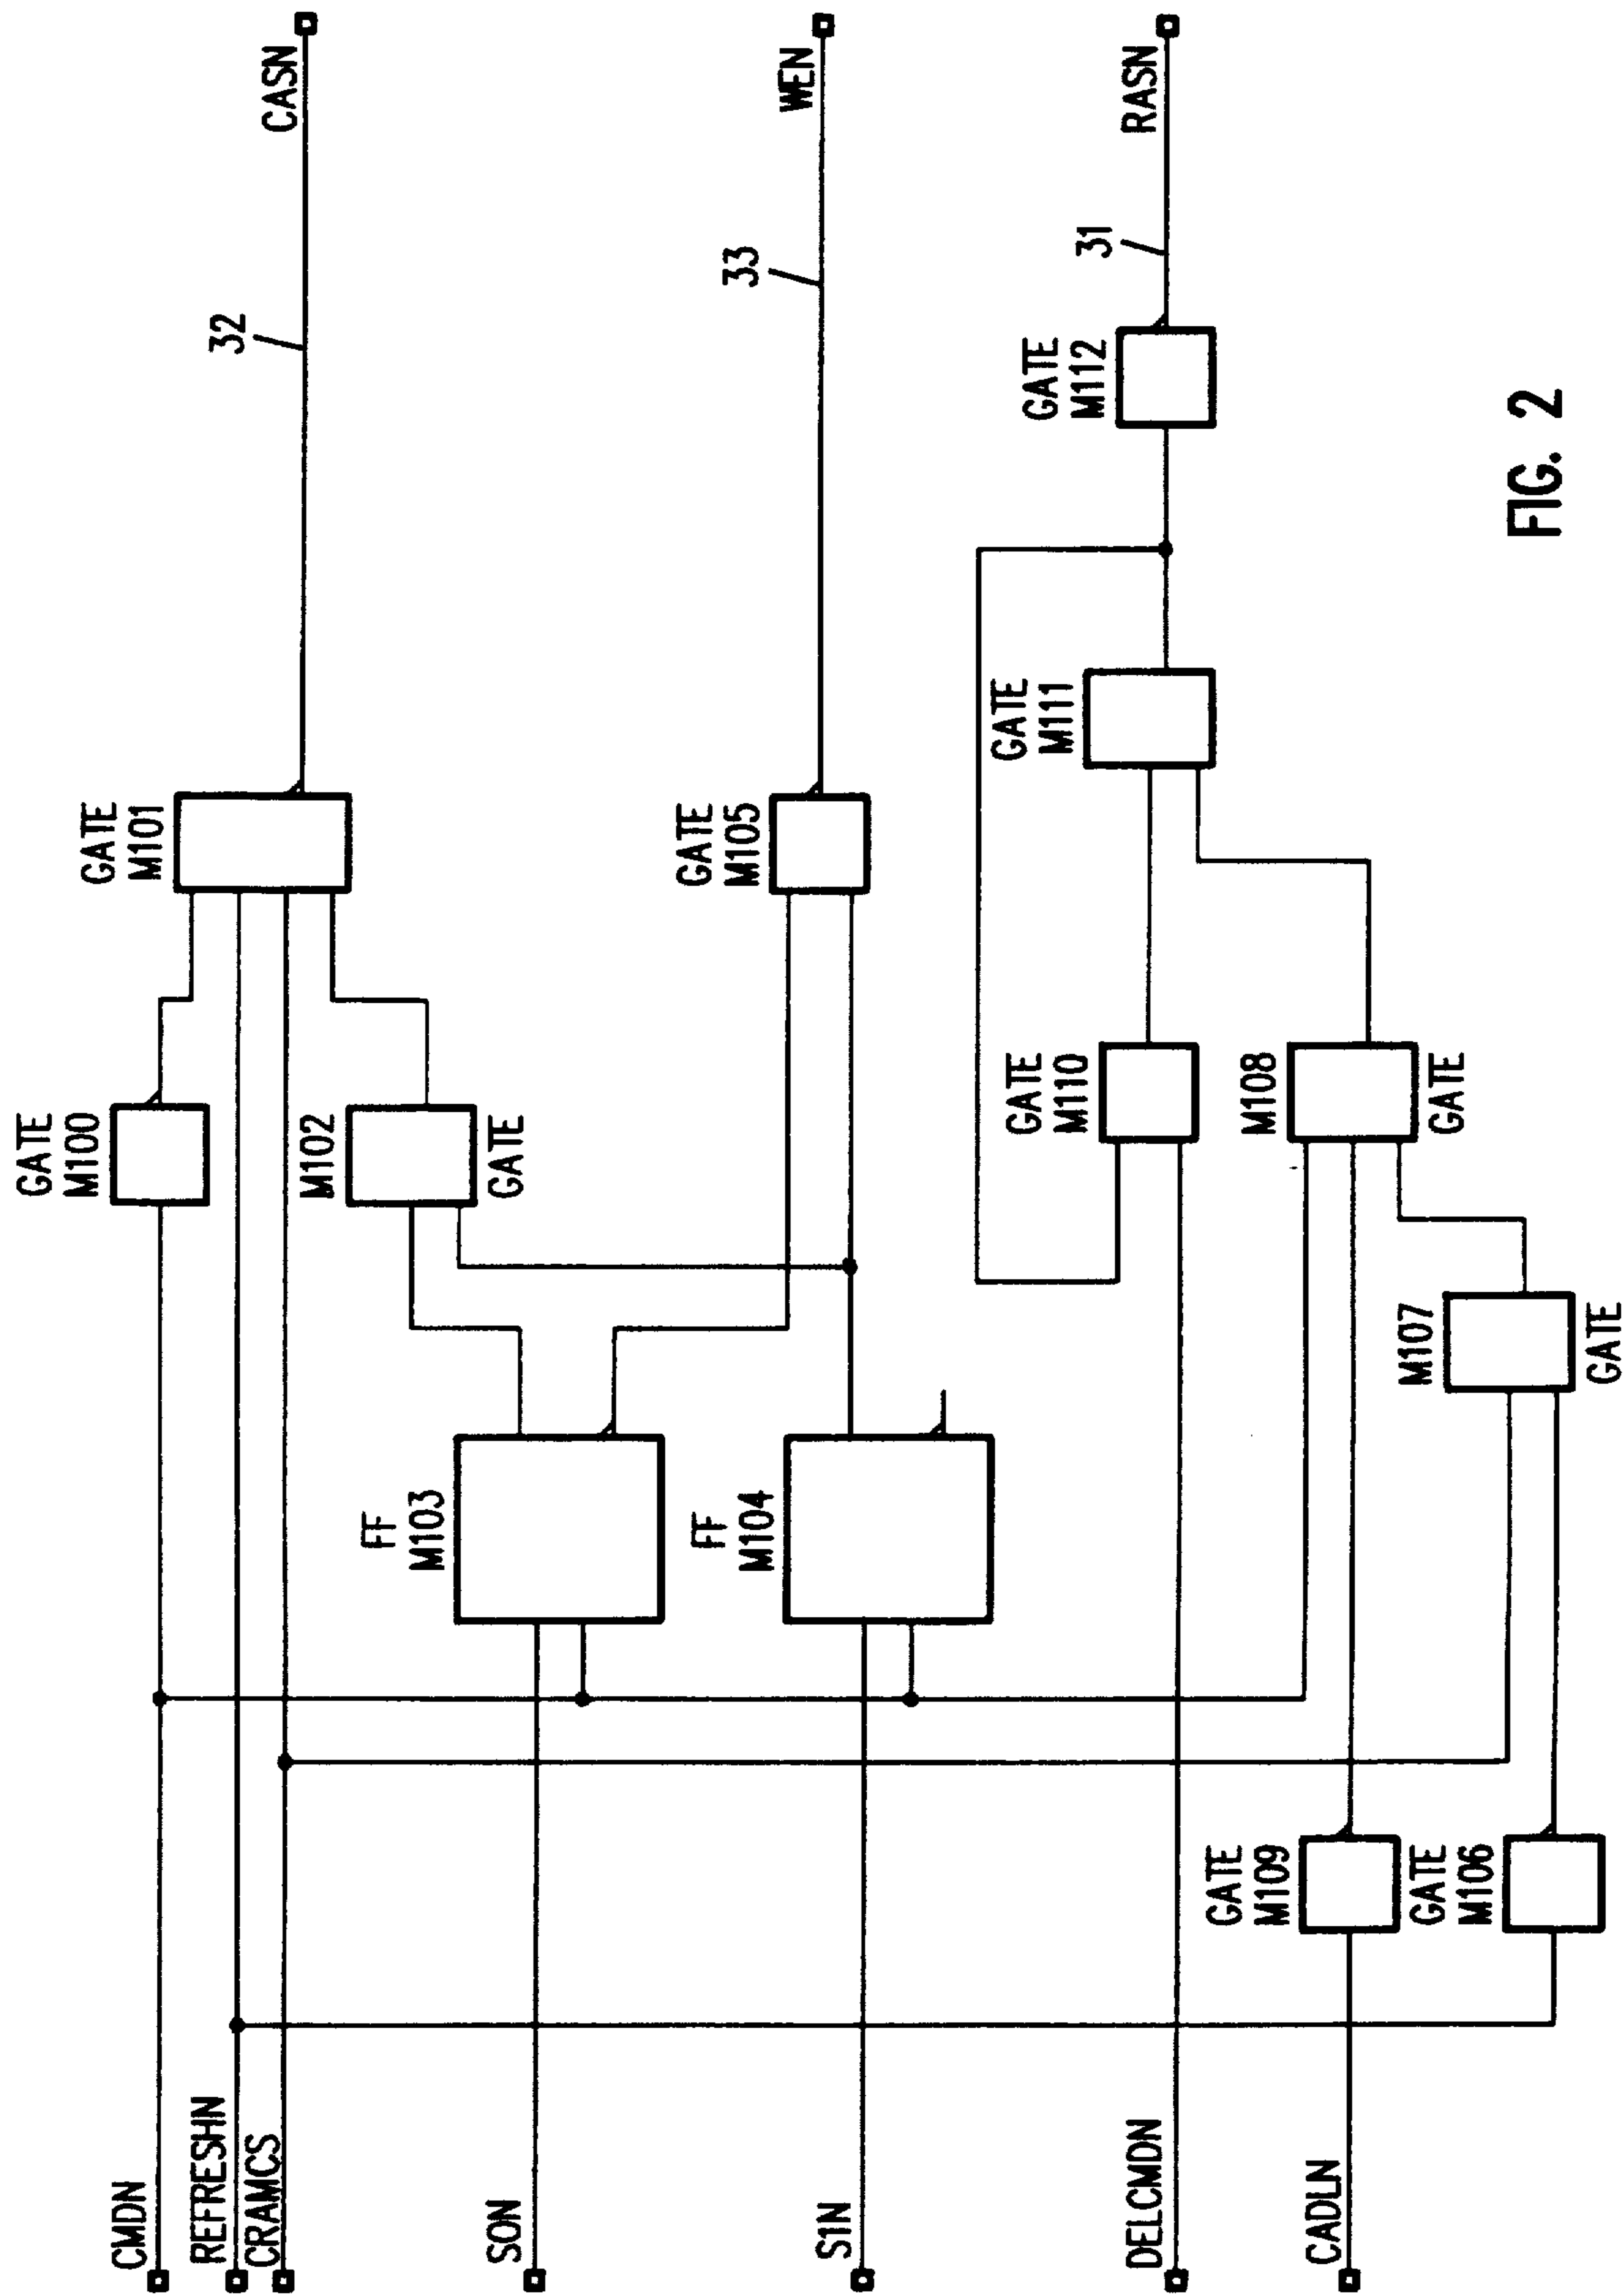 CMDN
REFRESHN
CRAMCS
SON
S1N
DELCMDN
CADLN
GATE
M109
GATE
M106
FF
M103
FF
M104
M107
GATE
GATE
M100
M102
GATE
GATE
M110
M108
GATE
GATE
M101
GATE
M105
GATE
M111
GATE
M112
32
33
31
CASN
WEN
RASN
FIG. 2